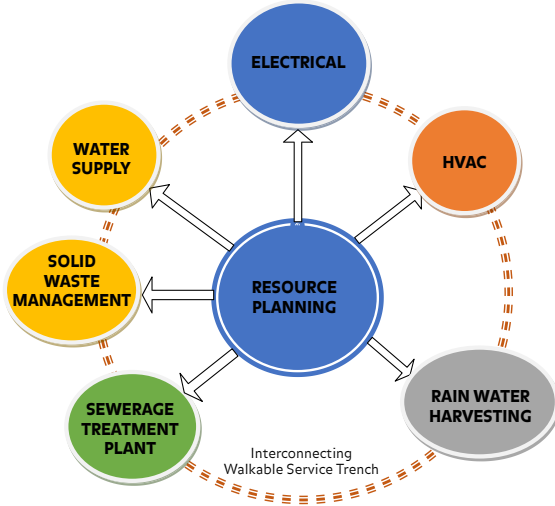 ELECTRICAL
WATER
SUPPLY
HVAC
SOLID
WASTE
MANAGEMENT
RESOURCE
PLANNING
SEWERAGE
TREATMENT
PLANT
RAIN WATER
HARVESTING
Interconnecting
Walkable Service Trench